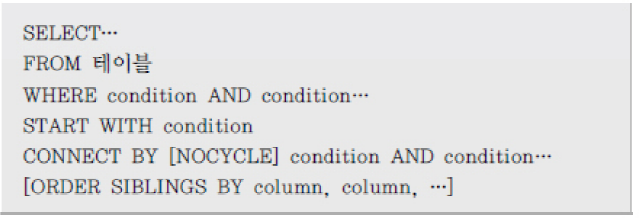 SELECT…
FROM 테이블
WHERE condition AND condition…
START WITH condition
CONNECT BY [NOCYCLE] condition AND condition…
[ORDER SIBLINGS BY column, column, …]